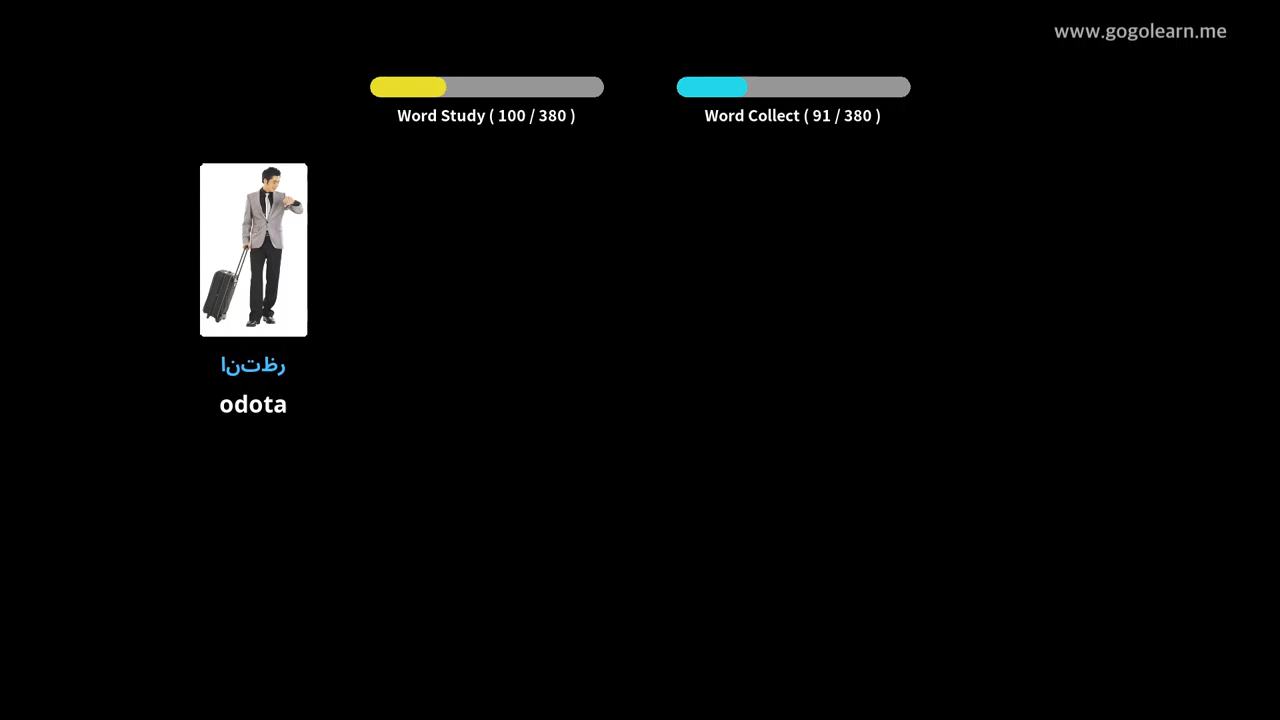 www.gogolearn.me
Word Study ( 100 / 380 )
Word Collect ( 91 / 380 )
رظتنا
odota